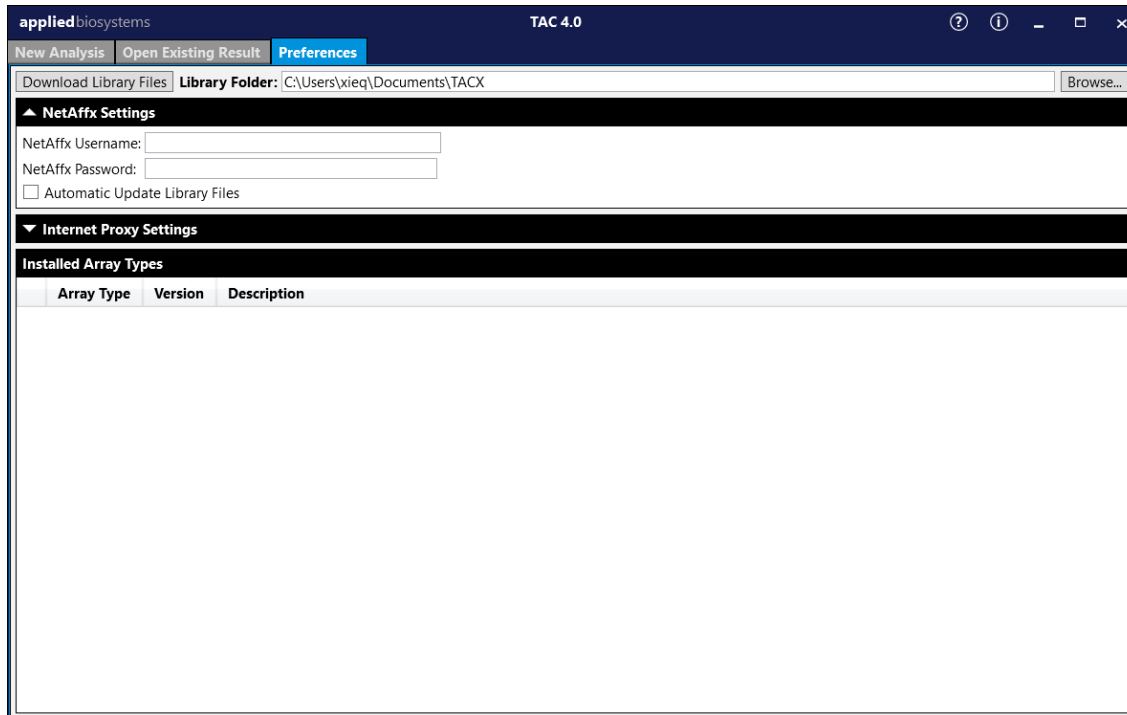 appliedbiosystems TAC 4.0
New Analysis Open Existing Result Preferences
Download Library Files Library Folder: C:\Users\xieq\Documents\TACX Browse...
NetAffx Settings
NetAffx Username:
NetAffx Password:
Automatic Update Library Files
Internet Proxy Settings
Installed Array Types
Array Type Version Description